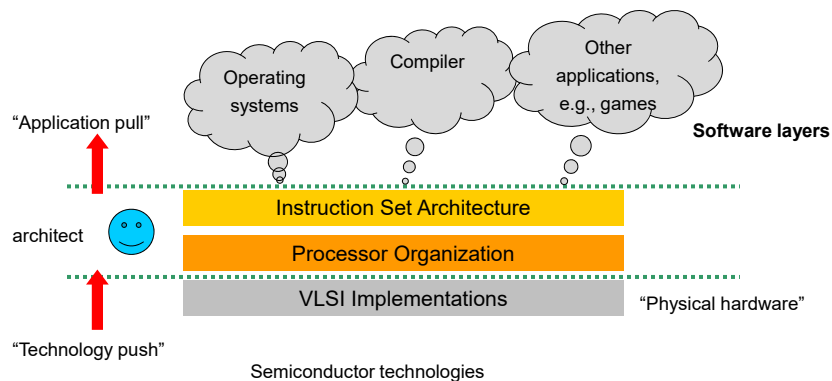 Operating
systems
Compiler
Other
applications,
e.g., games
“Application pull”
Software layers
Instruction Set Architecture
architect
Processor Organization
VLSI Implementations
“Physical hardware”
“Technology push”
Semiconductor technologies